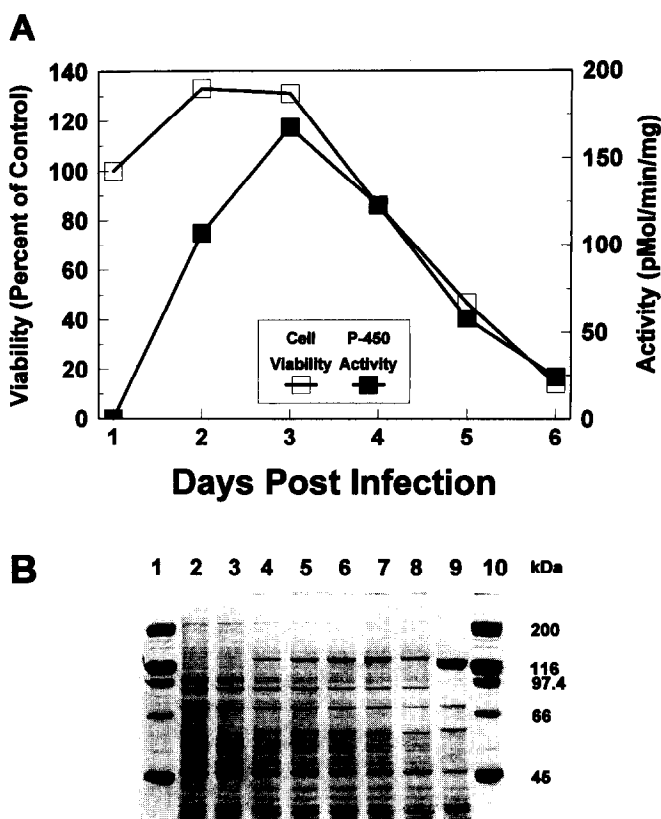 A
Viability (Percent of Control)
140
120
100
80
60
40
20
0
200
150
100
50
0
Activity (pMol/min/mg)
Cell P-450
Viability Activity
1 2 3 4 5 6
Days Post Infection
B
1 2 3 4 5 6 7 8 9 10 kDa
200
116
97.4
66
45